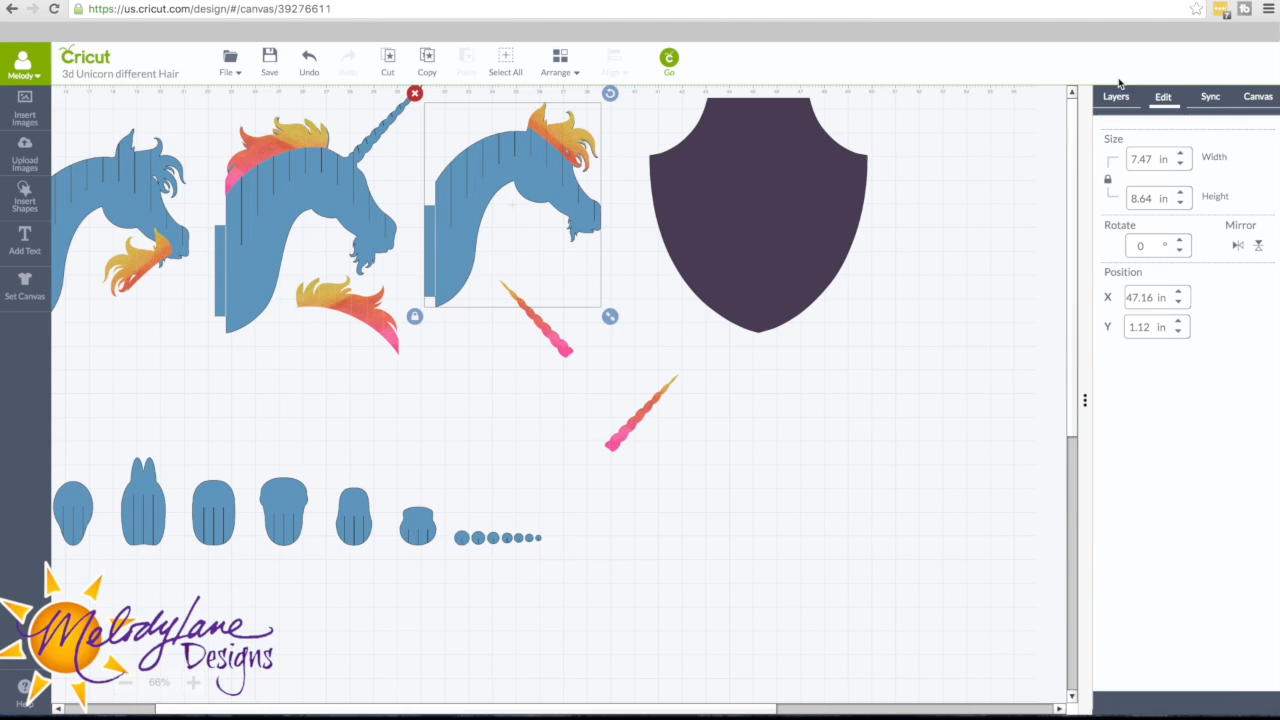 https://us.cricut.com/design/#/canvas/39276611
7
Melody
Cricut
3d Unicorn different Hair
File
Save
Undo
Redo
Cut
Copy
Paste
Select All
Arrange
Align
Go
Insert
Images
Upload
Images
Insert
Shapes
Add Text
Set Canvas
Help
Layers
Edit
Sync
Canvas
Size
7.47 in
Width
8.64 in
Height
Rotate
Mirror
0 °
Position
X 47.16 in
Y 1.12 in
MelodyLane
Designs
66%